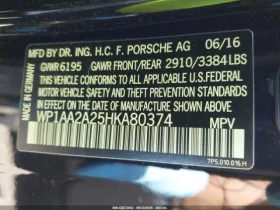 MFD BY DR. ING. H.C. F. PORSCHE AG 06/16
GVWR 6195 GAWR FRONT/REAR 2910/3384 LBS
THIS VEHICLE CONFORMS TO ALL APPLICABLE U.S. FEDERAL
MOTOR VEHICLE SAFETY, BUMPER, AND
THEFT PREVENTION STANDARDS IN EFFECT ON THE
DATE OF MANUFACTURE SHOWN ABOVE.
WP1AA2A25HKA80374 MPV
7P5.010.016.H